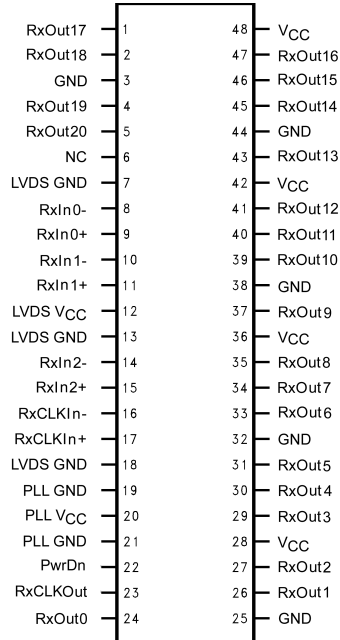 RxOut17 1 48 VCC
RxOut18 2 47 RxOut16
GND 3 46 RxOut15
RxOut19 4 45 RxOut14
RxOut20 5 44 GND
NC 6 43 RxOut13
LVDS GND 7 42 VCC
RxIn0- 8 41 RxOut12
RxIn0+ 9 40 RxOut11
RxIn1- 10 39 RxOut10
RxIn1+ 11 38 GND
LVDS VCC 12 37 RxOut9
LVDS GND 13 36 VCC
RxIn2- 14 35 RxOut8
RxIn2+ 15 34 RxOut7
RxCLKIn- 16 33 RxOut6
RxCLKIn+ 17 32 GND
LVDS GND 18 31 RxOut5
PLL GND 19 30 RxOut4
PLL VCC 20 29 RxOut3
PLL GND 21 28 VCC
PwrDn 22 27 RxOut2
RxCLKOut 23 26 RxOut1
RxOut0 24 25 GND